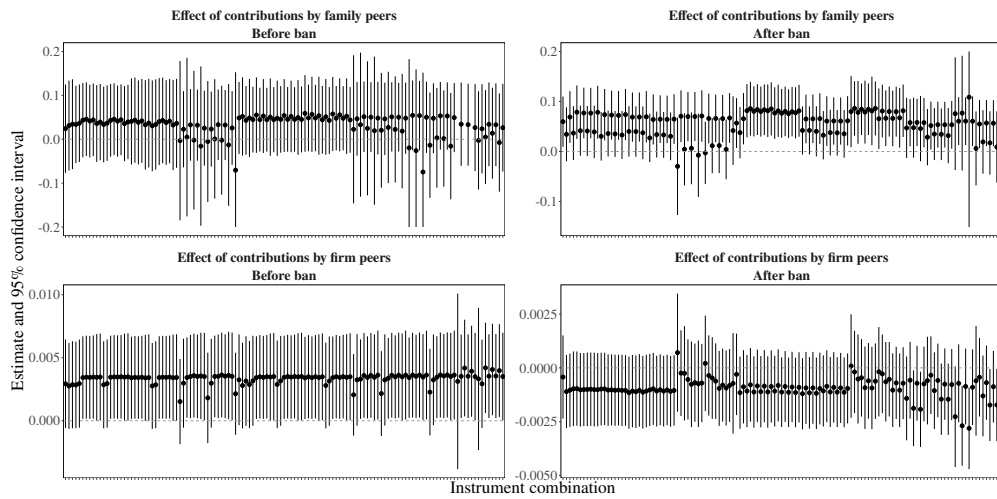 Effect of contributions by family peers
Before ban
0.2
0.1
0.0
-0.1
-0.2
Effect of contributions by family peers
After ban
0.2
0.1
0.0
-0.1
Effect of contributions by firm peers
Before ban
0.010
0.005
0.000
Effect of contributions by firm peers
After ban
0.0025
0.0000
-0.0025
-0.0050
Estimate and 95% confidence interval
Instrument combination